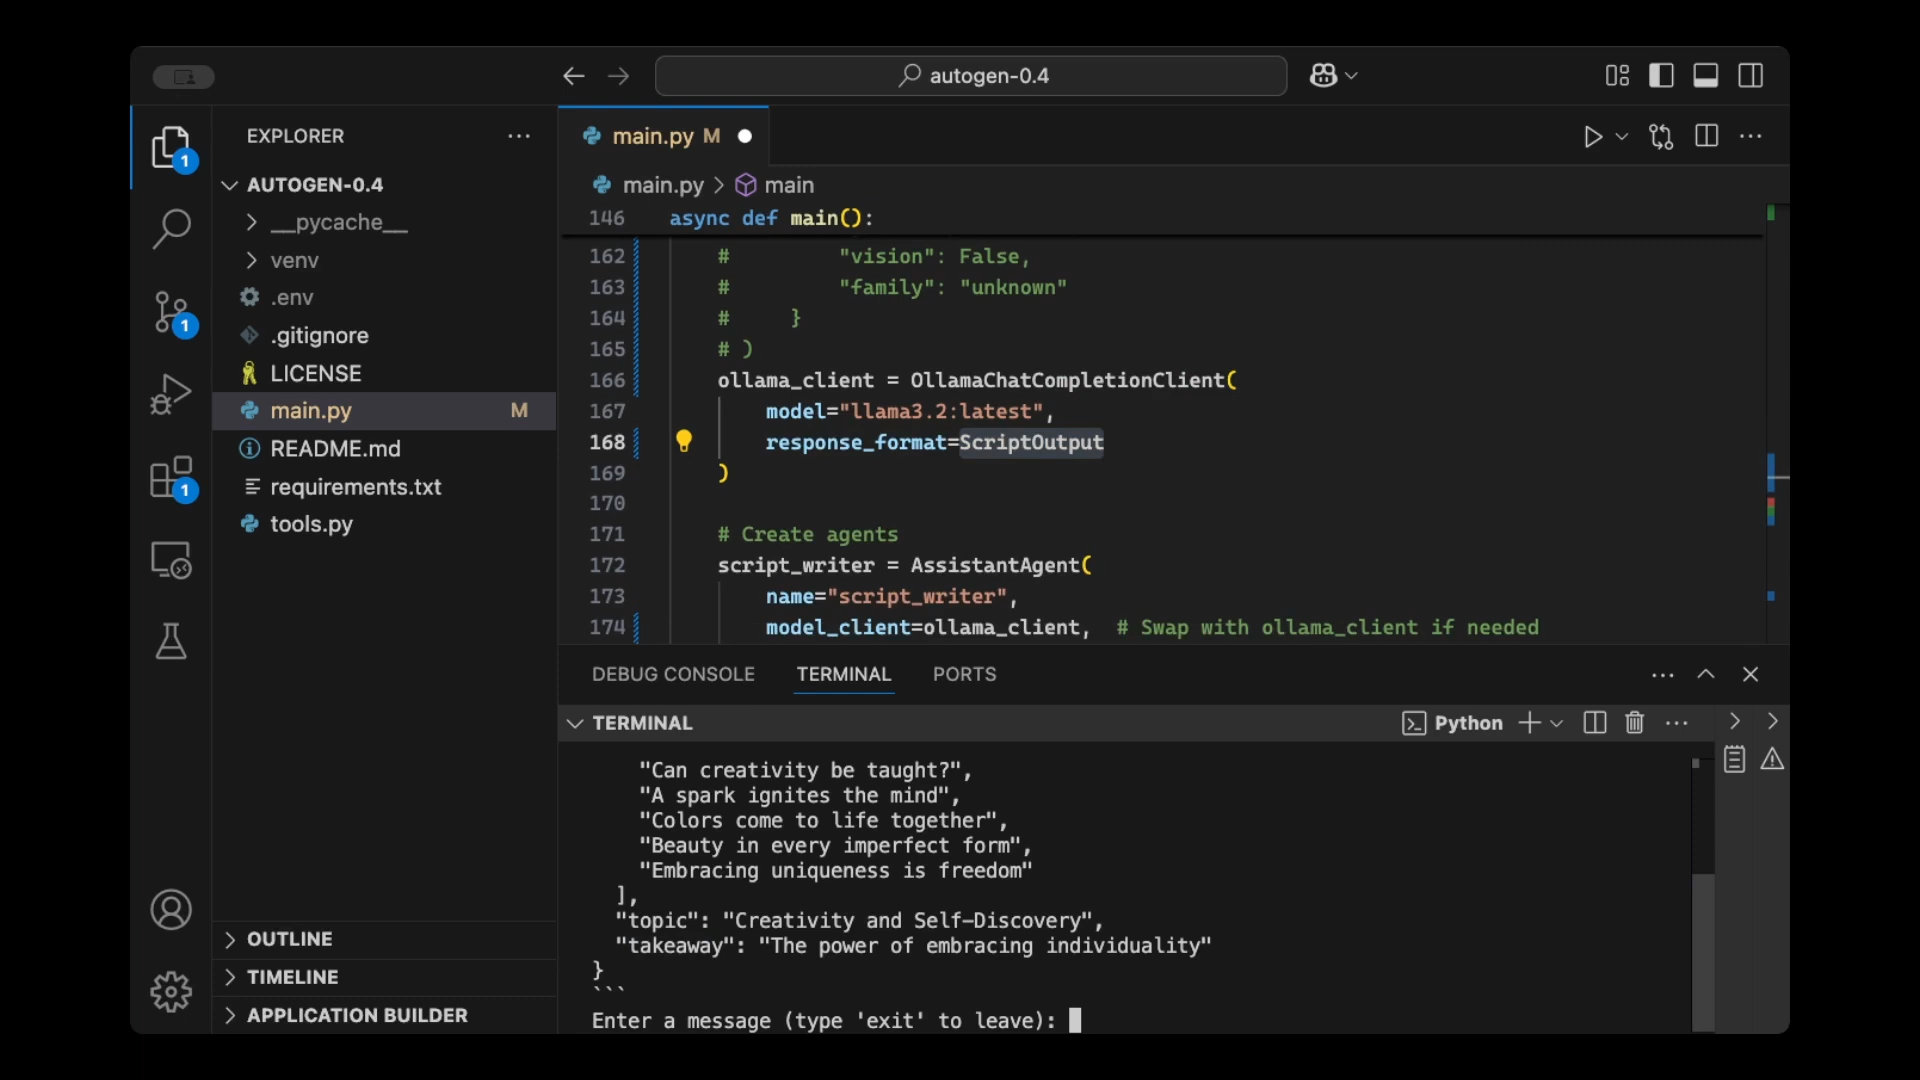 autogen-0.4
EXPLORER
1
AUTOGEN-0.4
__pycache__
venv
.env
.gitignore
LICENSE
main.py M
README.md
requirements.txt
tools.py
1
1
OUTLINE
TIMELINE
APPLICATION BUILDER
main.py M
main.py > main
146 async def main():
162 # "vision": False,
163 # "family": "unknown"
164 # }
165 # )
166 ollama_client = OllamaChatCompletionClient(
167 model="llama3.2:latest",
168 response_format=ScriptOutput
169 )
170
171 # Create agents
172 script_writer = AssistantAgent(
173 name="script_writer",
174 model_client=ollama_client, # Swap with ollama_client if needed
DEBUG CONSOLE TERMINAL PORTS
TERMINAL
Python
"Can creativity be taught?",
"A spark ignites the mind",
"Colors come to life together",
"Beauty in every imperfect form",
"Embracing uniqueness is freedom"
],
"topic": "Creativity and Self-Discovery",
"takeaway": "The power of embracing individuality"
}
```
Enter a message (type 'exit' to leave):